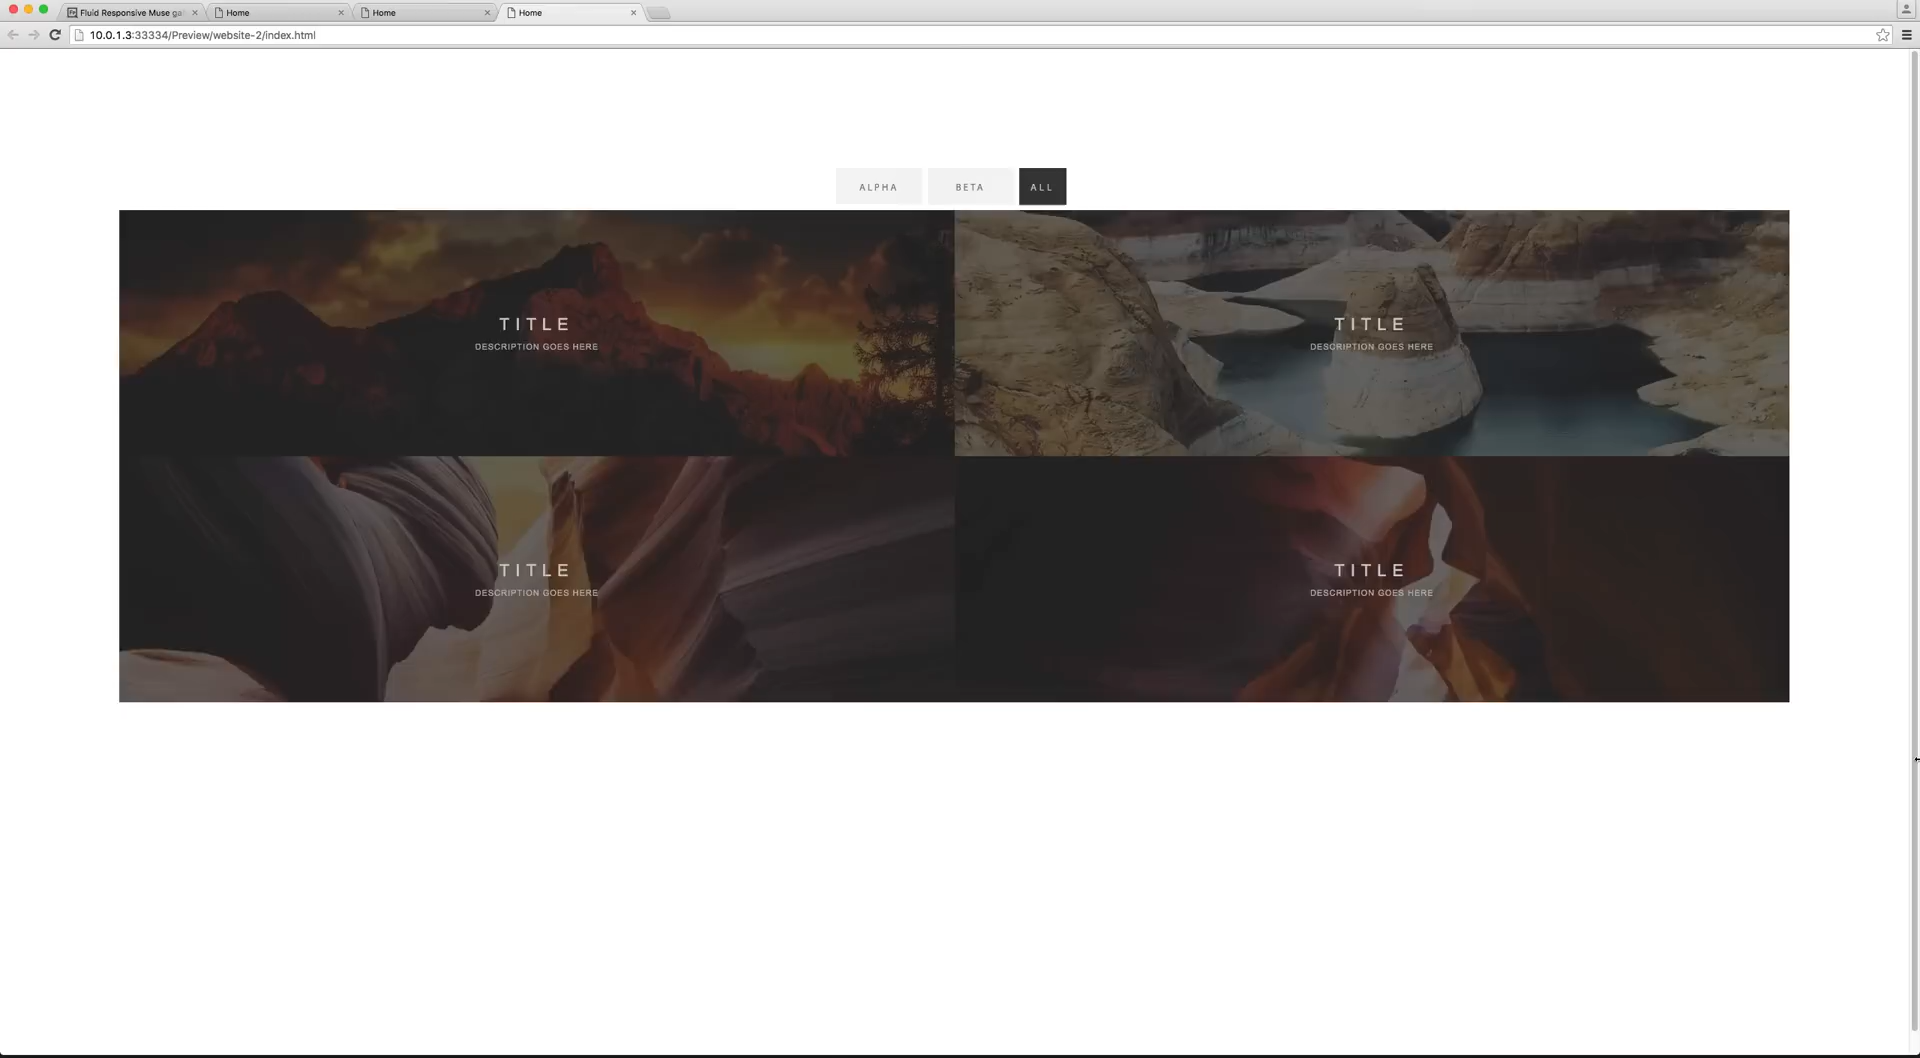 Fluid Responsive Muse ga
Home
Home
Home
10.0.1.3:33334/Preview/website-2/index.html
ALPHA
BETA
ALL
TITLE
DESCRIPTION GOES HERE
TITLE
DESCRIPTION GOES HERE
TITLE
DESCRIPTION GOES HERE
TITLE
DESCRIPTION GOES HERE